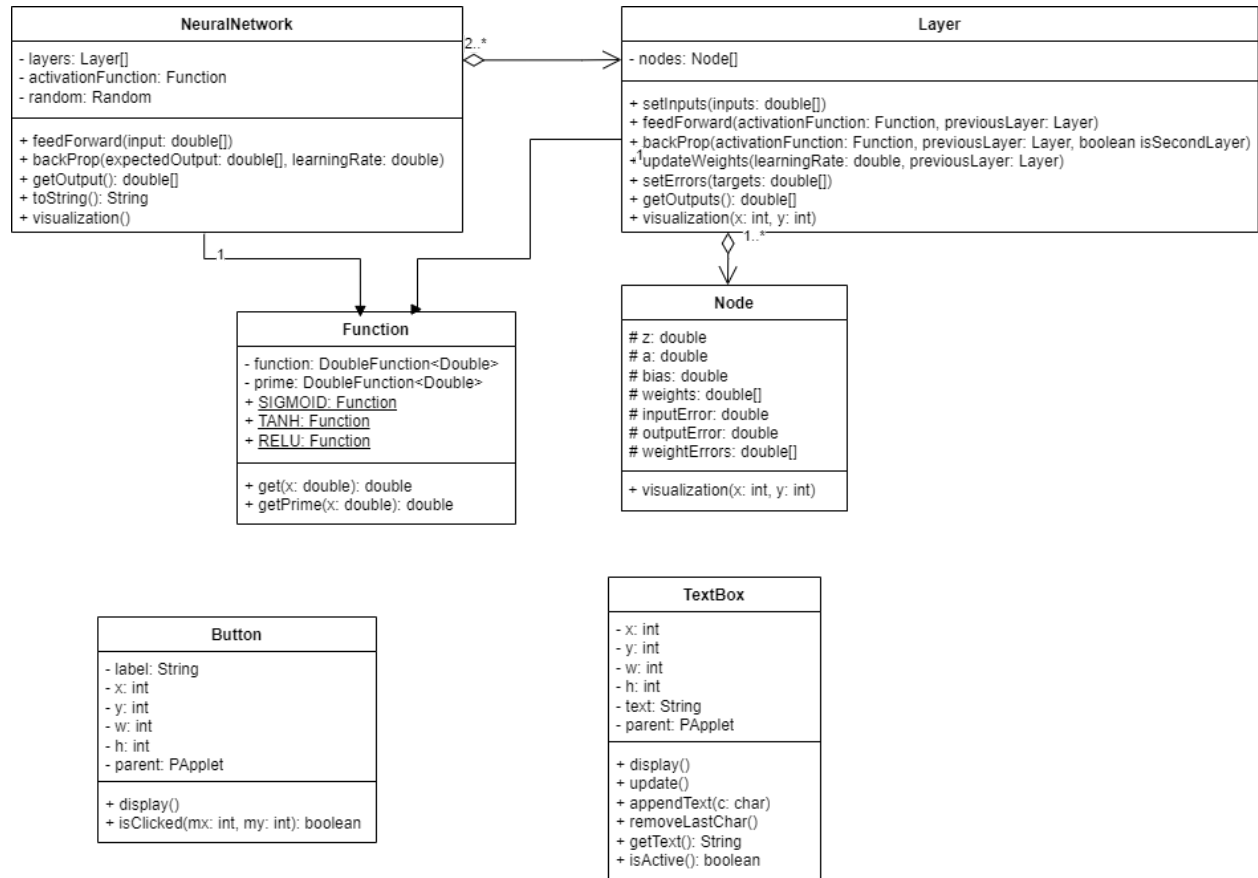 NeuralNetwork
- layers: Layer[]
- activationFunction: Function
- random: Random
+ feedForward(input: double[])
+ backProp(expectedOutput: double[], learningRate: double)
+ getOutput(): double[]
+ toString(): String
+ visualization()
2..*
Layer
- nodes: Node[]
+ setInputs(inputs: double[])
+ feedForward(activationFunction: Function, previousLayer: Layer)
+ backProp(activationFunction: Function, previousLayer: Layer, boolean isSecondLayer)
1
+ updateWeights(learningRate: double, previousLayer: Layer)
+ setErrors(targets: double[])
+ getOutputs(): double[]
+ visualization(x: int, y: int)
1
1..*
Function
- function: DoubleFunction<Double>
- prime: DoubleFunction<Double>
+ SIGMOID: Function
+ TANH: Function
+ RELU: Function
+ get(x: double): double
+ getPrime(x: double): double
Node
# z: double
# a: double
# bias: double
# weights: double[]
# inputError: double
# outputError: double
# weightErrors: double[]
+ visualization(x: int, y: int)
Button
- label: String
- x: int
- y: int
- w: int
- h: int
- parent: PApplet
+ display()
+ isClicked(mx: int, my: int): boolean
TextBox
- x: int
- y: int
- w: int
- h: int
- text: String
- parent: PApplet
+ display()
+ update()
+ appendText(c: char)
+ removeLastChar()
+ getText(): String
+ isActive(): boolean